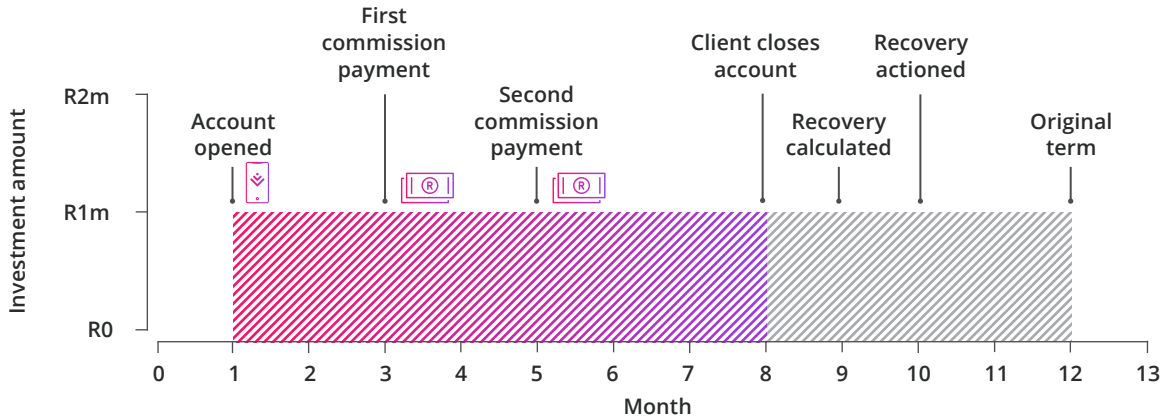 First
commission
payment
Client closes
account
Recovery
actioned
Second
commission
payment
Account
opened
Recovery
calculated
Original
term
Investment amount
R2m
R1m
R0
R
R
0 1 2 3 4 5 6 7 8 9 10 11 12 13
Month